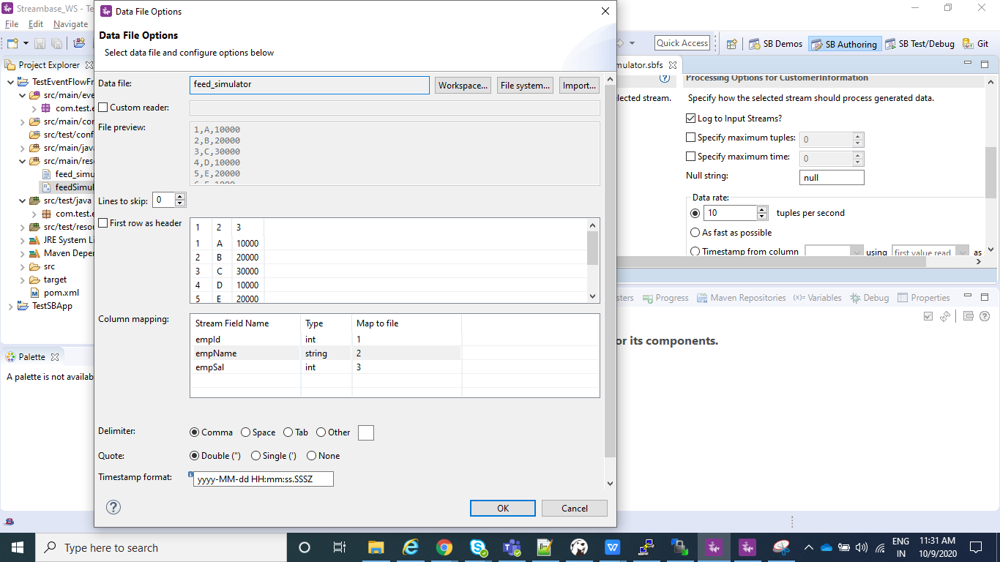 Streambase_WS - Te
Data File Options
File Edit Navigate
Data File Options
Select data file and configure options below
Quick Access
SB Demos
SB Authoring
SB Test/Debug
Git
Project Explorer
TestEventFlowFr
src/main/eve
com.test.e
src/main/con
src/test/conf
src/main/java
src/main/res
feed_simu
feedSimul
src/test/java
com.test.e
src/test/resou
JRE System Li
Maven Depe
src
target
pom.xml
TestSBApp
Palette
A palette is not availab
Data file:
feed_simulator
Workspace...
File system...
Import...
Custom reader:
File preview:
1,A,10000
2,B,20000
3,C,30000
4,D,10000
5,E,20000
Lines to skip: 0
First row as header
1 2 3
1 A 10000
2 B 20000
3 C 30000
4 D 10000
5 E 20000
Column mapping:
Stream Field Name Type Map to file
empId int 1
empName string 2
empSal int 3
Delimiter:
Comma Space Tab Other
Quote:
Double (") Single (') None
Timestamp format:
yyyy-MM-dd HH:mm:ss.SSSZ
OK
Cancel
mulator.sbfs
elected stream.
Processing Options for CustomerInformation
Specify how the selected stream should process generated data.
Log to Input Streams?
Specify maximum tuples: 0
Specify maximum time: 0
Null string: null
Data rate:
10 tuples per second
As fast as possible
Timestamp from column using first value read as
sters
Progress
Maven Repositories
(x)= Variables
Debug
Properties
or its components.
Type here to search
ENG
IN
11:31 AM
10/9/2020